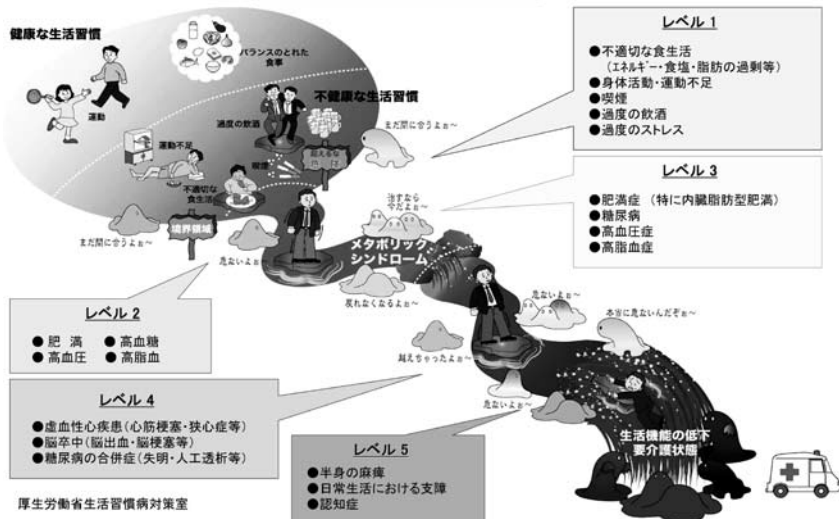 健康な生活習慣
バランスのとれた
食事
運動
不健康な生活習慣
過度の飲酒
運動不足
喫煙
不適切な
食生活
境界領域
まだ間に合うよぉ～
まだ間に合うよぉ～
治すなら
今だよぉ～
メタボリック
シンドローム
危ないよぉ～
戻れなくなるよぉ～
危ないよぉ～
越えちゃったよぉ～
本当に危ないんだぞぉ～
危ないよぉ～
生活機能の低下
要介護状態
レベル 1
●不適切な食生活
(エネルギー・食塩・脂肪の過剰等)
●身体活動・運動不足
●喫煙
●過度の飲酒
●過度のストレス
レベル 3
●肥満症 (特に内臓脂肪型肥満)
●糖尿病
●高血圧症
●高脂血症
レベル 2
●肥 満 ●高血糖
●高血圧 ●高脂血
レベル 4
●虚血性心疾患(心筋梗塞・狭心症等)
●脳卒中(脳出血・脳梗塞等)
●糖尿病の合併症(失明・人工透析等)
レベル 5
●半身の麻痺
●日常生活における支障
●認知症
厚生労働省生活習慣病対策室